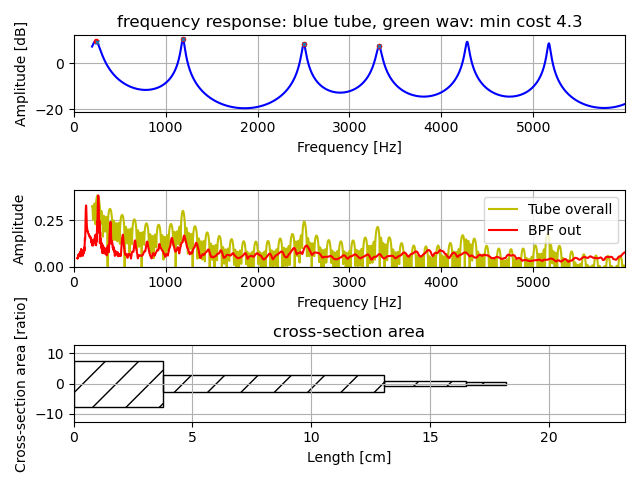 frequency response: blue tube, green wav: min cost 4.3
Amplitude [dB]
0
−20
0 1000 2000 3000 4000 5000
Frequency [Hz]
Amplitude
0.25
0.00
Tube overall
BPF out
0 1000 2000 3000 4000 5000
Frequency [Hz]
cross-section area
Cross-section area [ratio]
10
0
−10
0 5 10 15 20
Length [cm]